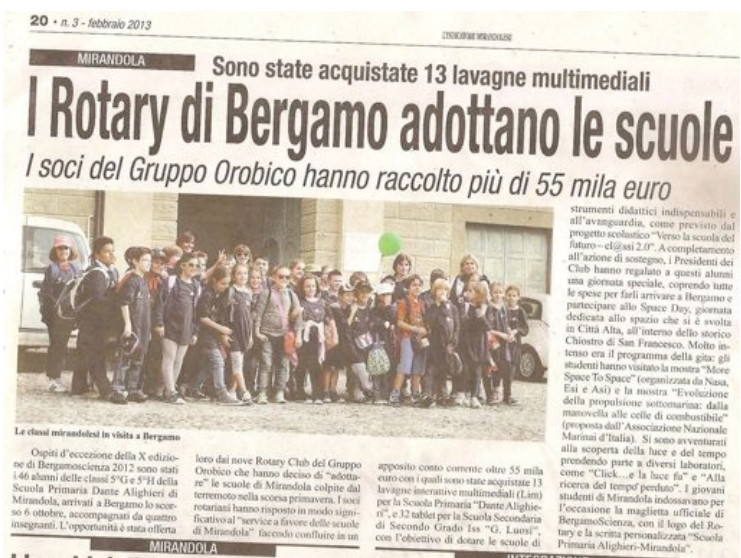 20 • n. 3 - febbraio 2013
L'INDICATORE MIRANDOLESE
MIRANDOLA
Sono state acquistate 13 lavagne multimediali
I Rotary di Bergamo adottano le scuole
I soci del Gruppo Orobico hanno raccolto più di 55 mila euro
Le classi mirandolesi in visita a Bergamo
Ospiti d'eccezione della X edizio-
ne di Bergamoscienza 2012 sono stati
i 46 alunni delle classi 5°G e 5°H della
Scuola Primaria Dante Alighieri di
Mirandola, arrivati a Bergamo lo scor-
so 6 ottobre, accompagnati da quattro
insegnanti. L'opportunità è stata offerta
loro dai nove Rotary Club del Gruppo
Orobico che hanno deciso di "adotta-
re" le scuole di Mirandola colpite dal
terremoto nella scorsa primavera. I soci
rotariani hanno risposto in modo signi-
ficativo al "service a favore delle scuole
di Mirandola" facendo confluire in un
apposito conto corrente oltre 55 mila
euro con i quali sono state acquistate 13
lavagne interattive multimediali (Lim)
per la Scuola Primaria "Dante Alighie-
ri", e 32 tablet per la Scuola Secondaria
di Secondo Grado Iss "G. Luosi",
con l'obiettivo di dotare le scuole di
strumenti didattici indispensabili e
all'avanguardia, come previsto dal
progetto scolastico "Verso la scuola del
futuro – cl@ssi 2.0". A completamento
dell'azione di sostegno, i Presidenti dei
Club hanno regalato a questi alunni
una giornata speciale, coprendo tutte
le spese per farli arrivare a Bergamo e
partecipare allo Space Day, giornata
dedicata allo spazio che si è svolta
in Città Alta, all'interno dello storico
Chiostro di San Francesco. Molto in-
tenso era il programma della gita: gli
studenti hanno visitato la mostra "More
Space To Space" (organizzata da Nasa,
Esi e Asi) e la mostra "Evoluzione
della propulsione sottomarina: dalla
manovella alle celle di combustibile"
(proposta dall'Associazione Nazionale
Marinai d'Italia). Si sono avventurati
alla scoperta della luce e del tempo
prendendo parte a diversi laboratori,
come "Click...e la luce fu" e "Alla
ricerca del tempo perduto". I giovani
studenti di Mirandola indossavano per
l'occasione la maglietta ufficiale di
BergamoScienza, con il logo del Ro-
tary e la scritta personalizzata "Scuola
Primaria Alighieri-Mirandola".
MIRANDOLA